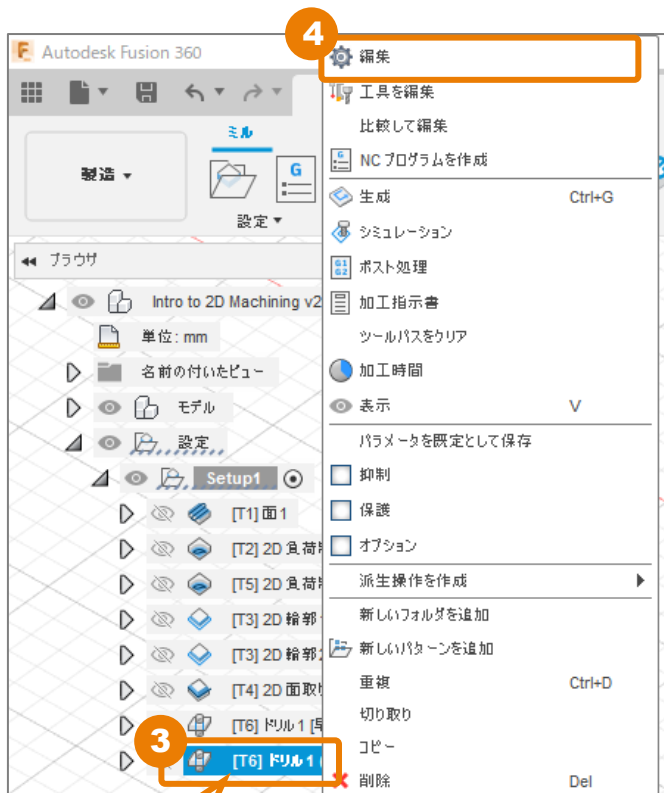 Autodesk Fusion 360
4
編集
工具を編集
比較して編集
NC プログラムを作成
生成 Ctrl+G
シミュレーション
ポスト処理
加工指示書
ツールパスをクリア
加工時間
表示 V
パラメータを既定として保存
抑制
保護
オプション
派生操作を作成
新しいフォルダを追加
新しいパターンを追加
重複 Ctrl+D
切り取り
コピー
削除 Del
ミル
製造
G
設定
G1
G2
ブラウザ
Intro to 2D Machining v2
単位: mm
名前の付いたビュー
モデル
設定
Setup1
[T1] 面1
[T2] 2D 負荷
[T5] 2D 負荷
[T3] 2D 輪郭
[T3] 2D 輪郭
[T4] 2D 面取り
[T6] ドリル1
3
[T6] ドリル1